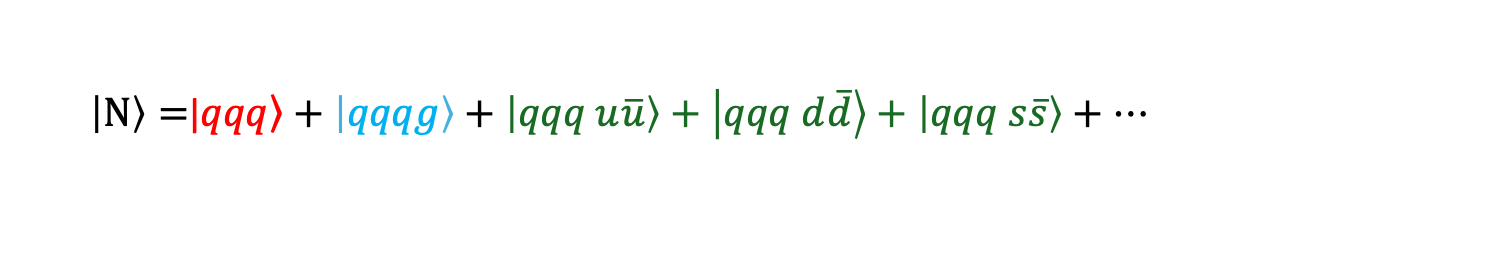 |N⟩ =|qqq⟩ + |qqqg⟩ + |qqq uū⟩ + |qqq dd̄⟩ + |qqq ss̄⟩ + ⋯